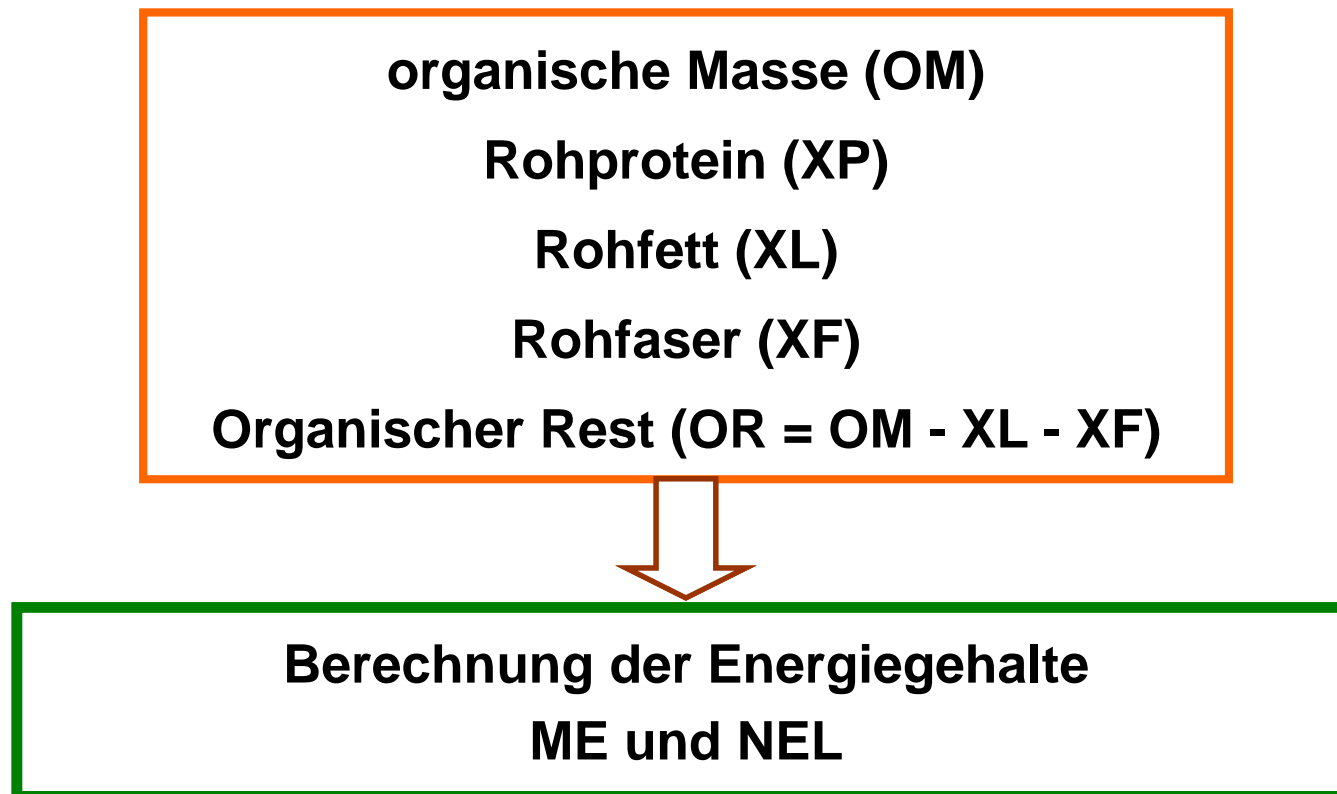 organische Masse (OM)
Rohprotein (XP)
Rohfett (XL)
Rohfaser (XF)
Organischer Rest (OR = OM - XL - XF)
Berechnung der Energiegehalte
ME und NEL